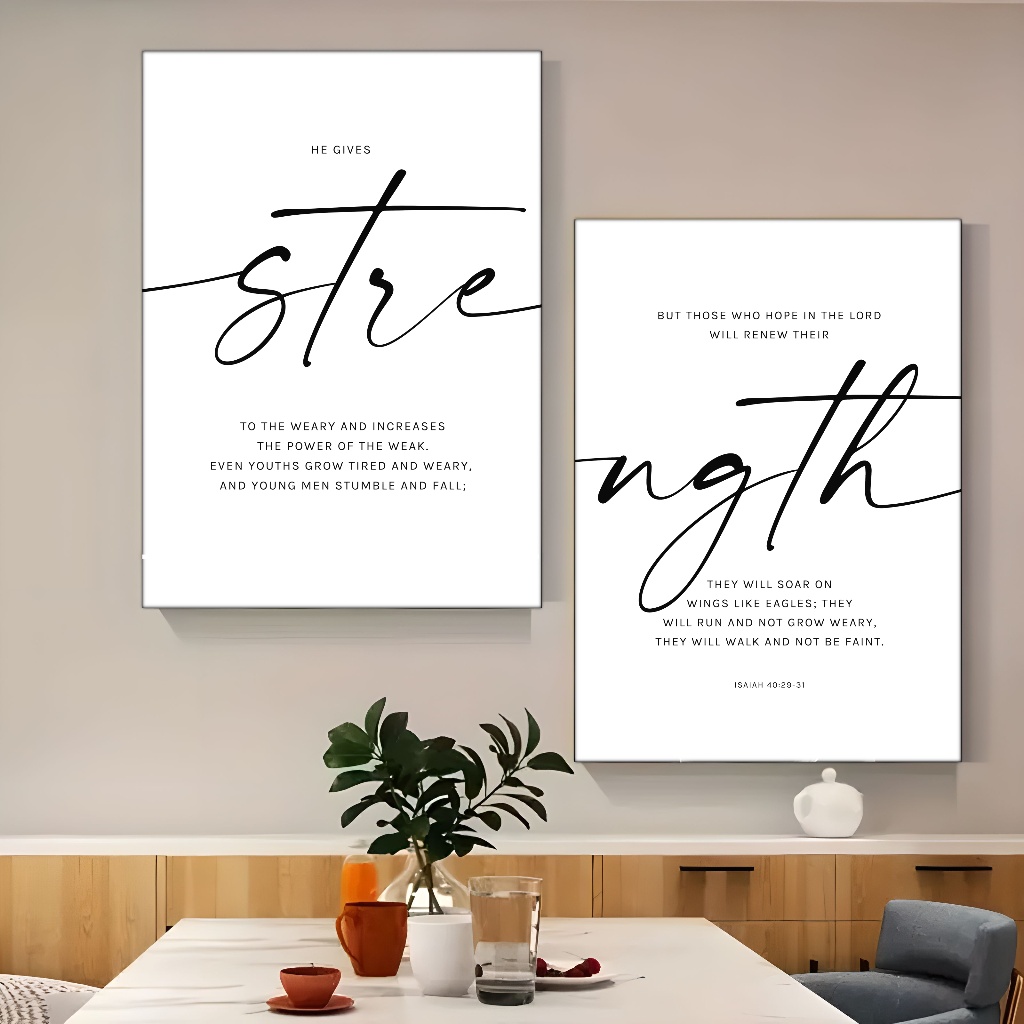 HE GIVES
stre
TO THE WEARY AND INCREASES
THE POWER OF THE WEAK.
EVEN YOUTHS GROW TIRED AND WEARY,
AND YOUNG MEN STUMBLE AND FALL;
BUT THOSE WHO HOPE IN THE LORD
WILL RENEW THEIR
ngth
THEY WILL SOAR ON
WINGS LIKE EAGLES; THEY
WILL RUN AND NOT GROW WEARY,
THEY WILL WALK AND NOT BE FAINT.
ISAIAH 40:29-31